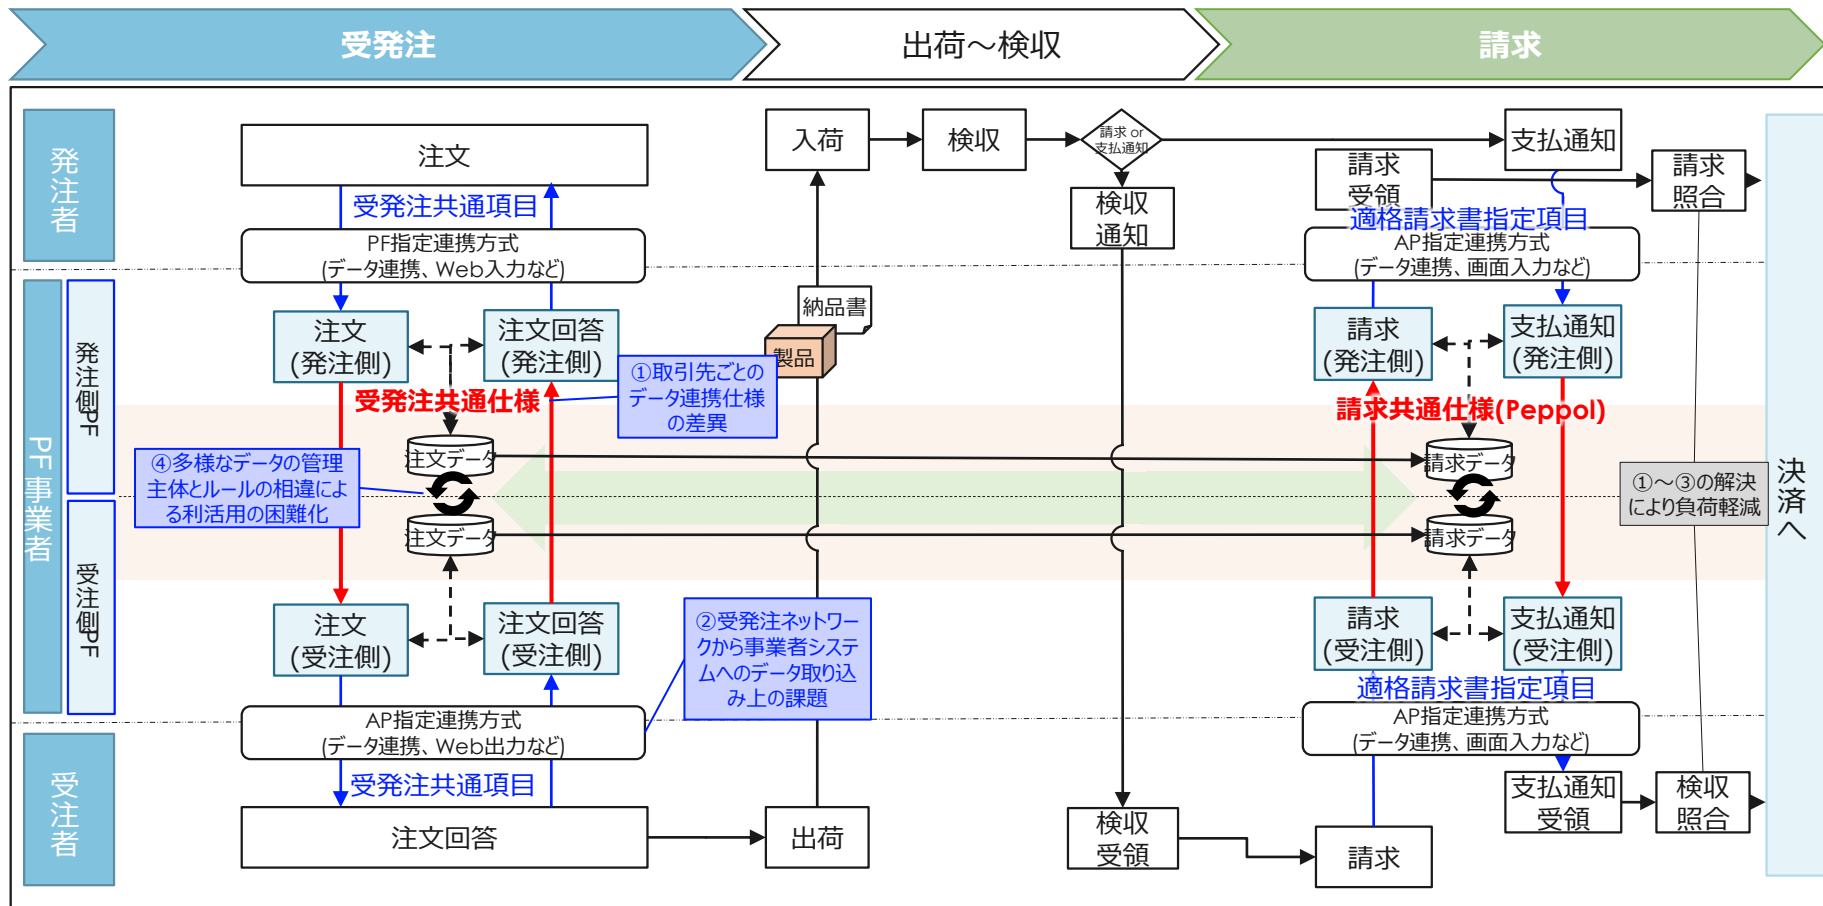 受発注
出荷～検収
請求
発注者
注文
入荷
検収
請求 or
支払通知
支払通知
請求
受領
請求
照合
受発注共通項目
検収
通知
適格請求書指定項目
PF指定連携方式
(データ連携、Web入力など)
AP指定連携方式
(データ連携、画面入力など)
PF事業者
発注側PF
注文
(発注側)
注文回答
(発注側)
納品書
製品
請求
(発注側)
支払通知
(発注側)
①取引先ごとの
データ連携仕様
の差異
受発注共通仕様
請求共通仕様(Peppol)
④多様なデータの管理
主体とルールの相違によ
る利活用の困難化
注文データ
請求データ
①～③の解決
により負荷軽減
決済へ
注文データ
請求データ
受注側PF
注文
(受注側)
注文回答
(受注側)
②受発注ネットワー
クから事業者システ
ムへのデータ取り込
み上の課題
請求
(受注側)
支払通知
(受注側)
適格請求書指定項目
AP指定連携方式
(データ連携、Web出力など)
AP指定連携方式
(データ連携、画面入力など)
受注者
受発注共通項目
支払通知
受領
検収
照合
注文回答
出荷
検収
受領
請求